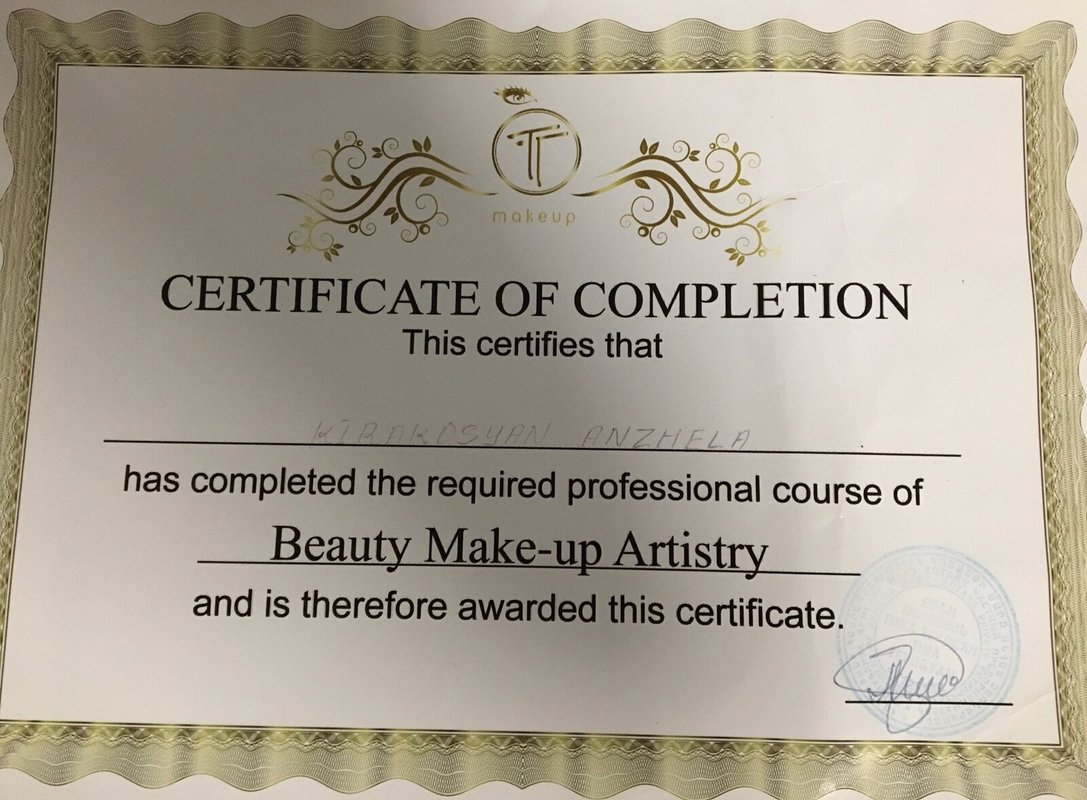 TT
makeup
CERTIFICATE OF COMPLETION
This certifies that
KIRAKOSYAN ANZHELA
has completed the required professional course of
Beauty Make-up Artistry
and is therefore awarded this certificate.